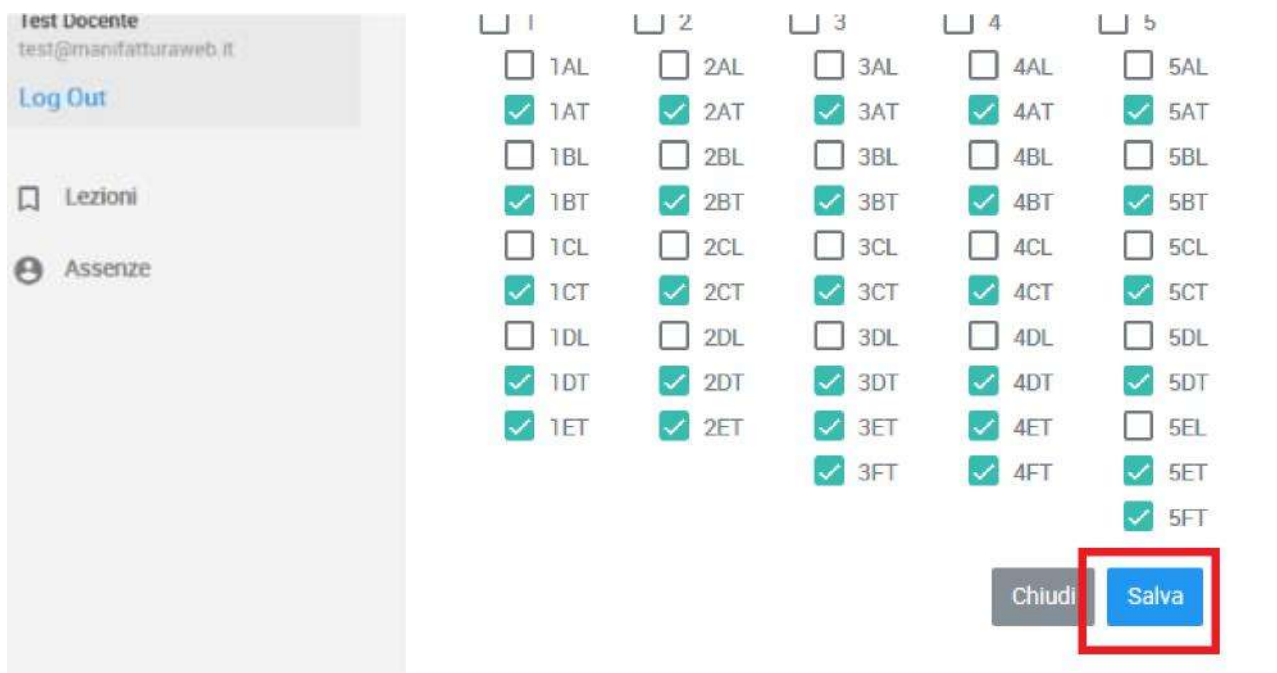 Test Docente
test@manifatturaweb.it
Log Out
Lezioni
Assenze
1 2 3 4 5
1AL 2AL 3AL 4AL 5AL
1AT 2AT 3AT 4AT 5AT
1BL 2BL 3BL 4BL 5BL
1BT 2BT 3BT 4BT 5BT
1CL 2CL 3CL 4CL 5CL
1CT 2CT 3CT 4CT 5CT
1DL 2DL 3DL 4DL 5DL
1DT 2DT 3DT 4DT 5DT
1ET 2ET 3ET 4ET 5EL
3FT 4FT 5ET
5FT
Chiudi Salva